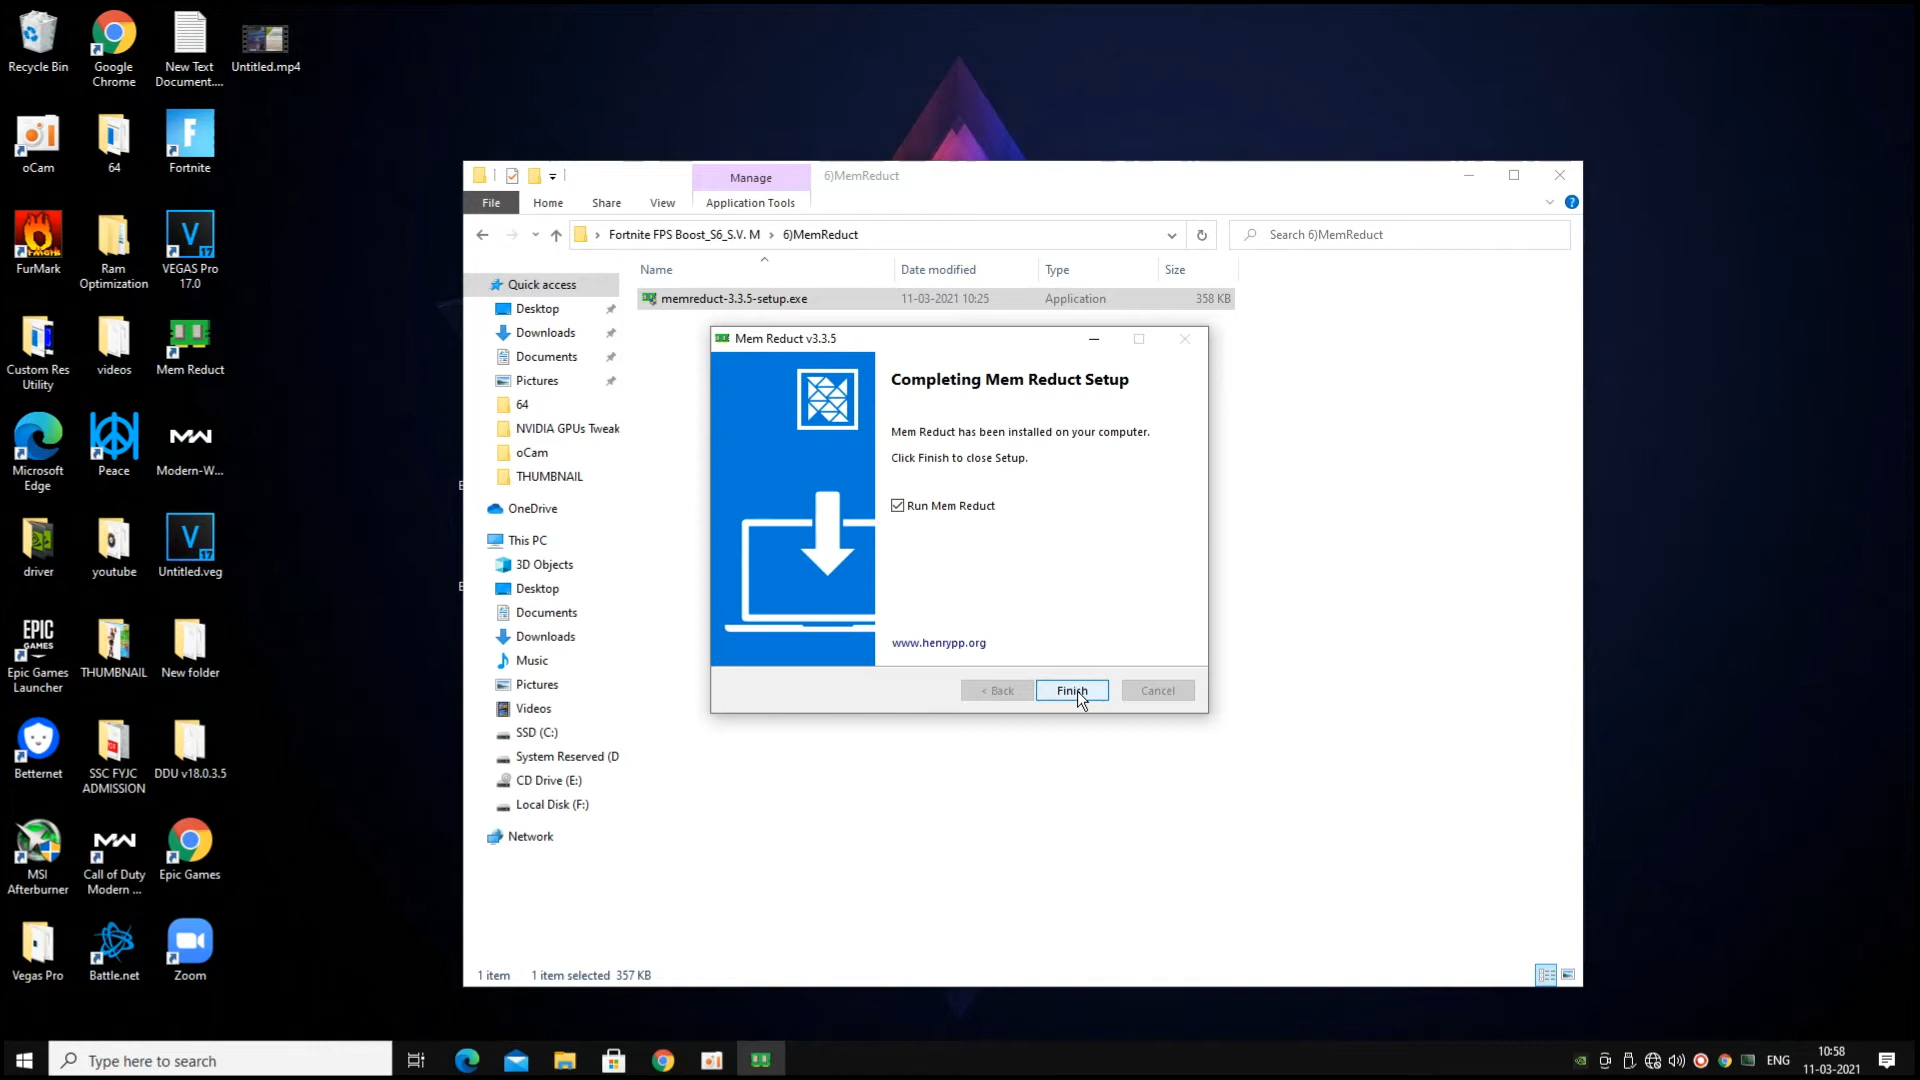 Recycle Bin
Google
Chrome
New Text
Document....
Untitled.mp4
oCam
64
Fortnite
FurMark
Ram
Optimization
VEGAS Pro
17.0
Custom Res
Utility
videos
Mem Reduct
Microsoft
Edge
Peace
Modern-W...
driver
youtube
Untitled.veg
EPIC
GAMES
Epic Games
Launcher
THUMBNAIL
New folder
Betternet
SSC FYJC
ADMISSION
DDU v18.0.3.5
MSI
Afterburner
Call of Duty
Modern ...
Epic Games
Vegas Pro
Battle.net
Zoom
Manage
6)MemReduct
File
Home
Share
View
Application Tools
Fortnite FPS Boost_S6_S.V. M
6)MemReduct
Search 6)MemReduct
Name
Date modified
Type
Size
memreduct-3.3.5-setup.exe
11-03-2021 10:25
Application
358 KB
Quick access
Desktop
Downloads
Documents
Pictures
64
NVIDIA GPUs Tweak
oCam
THUMBNAIL
OneDrive
This PC
3D Objects
Desktop
Documents
Downloads
Music
Pictures
Videos
SSD (C:)
System Reserved (D
CD Drive (E:)
Local Disk (F:)
Network
1 item
1 item selected 357 KB
Mem Reduct v3.3.5
Completing Mem Reduct Setup
Mem Reduct has been installed on your computer.
Click Finish to close Setup.
Run Mem Reduct
www.henrypp.org
< Back
Finish
Cancel
Type here to search
ENG
10:58
11-03-2021